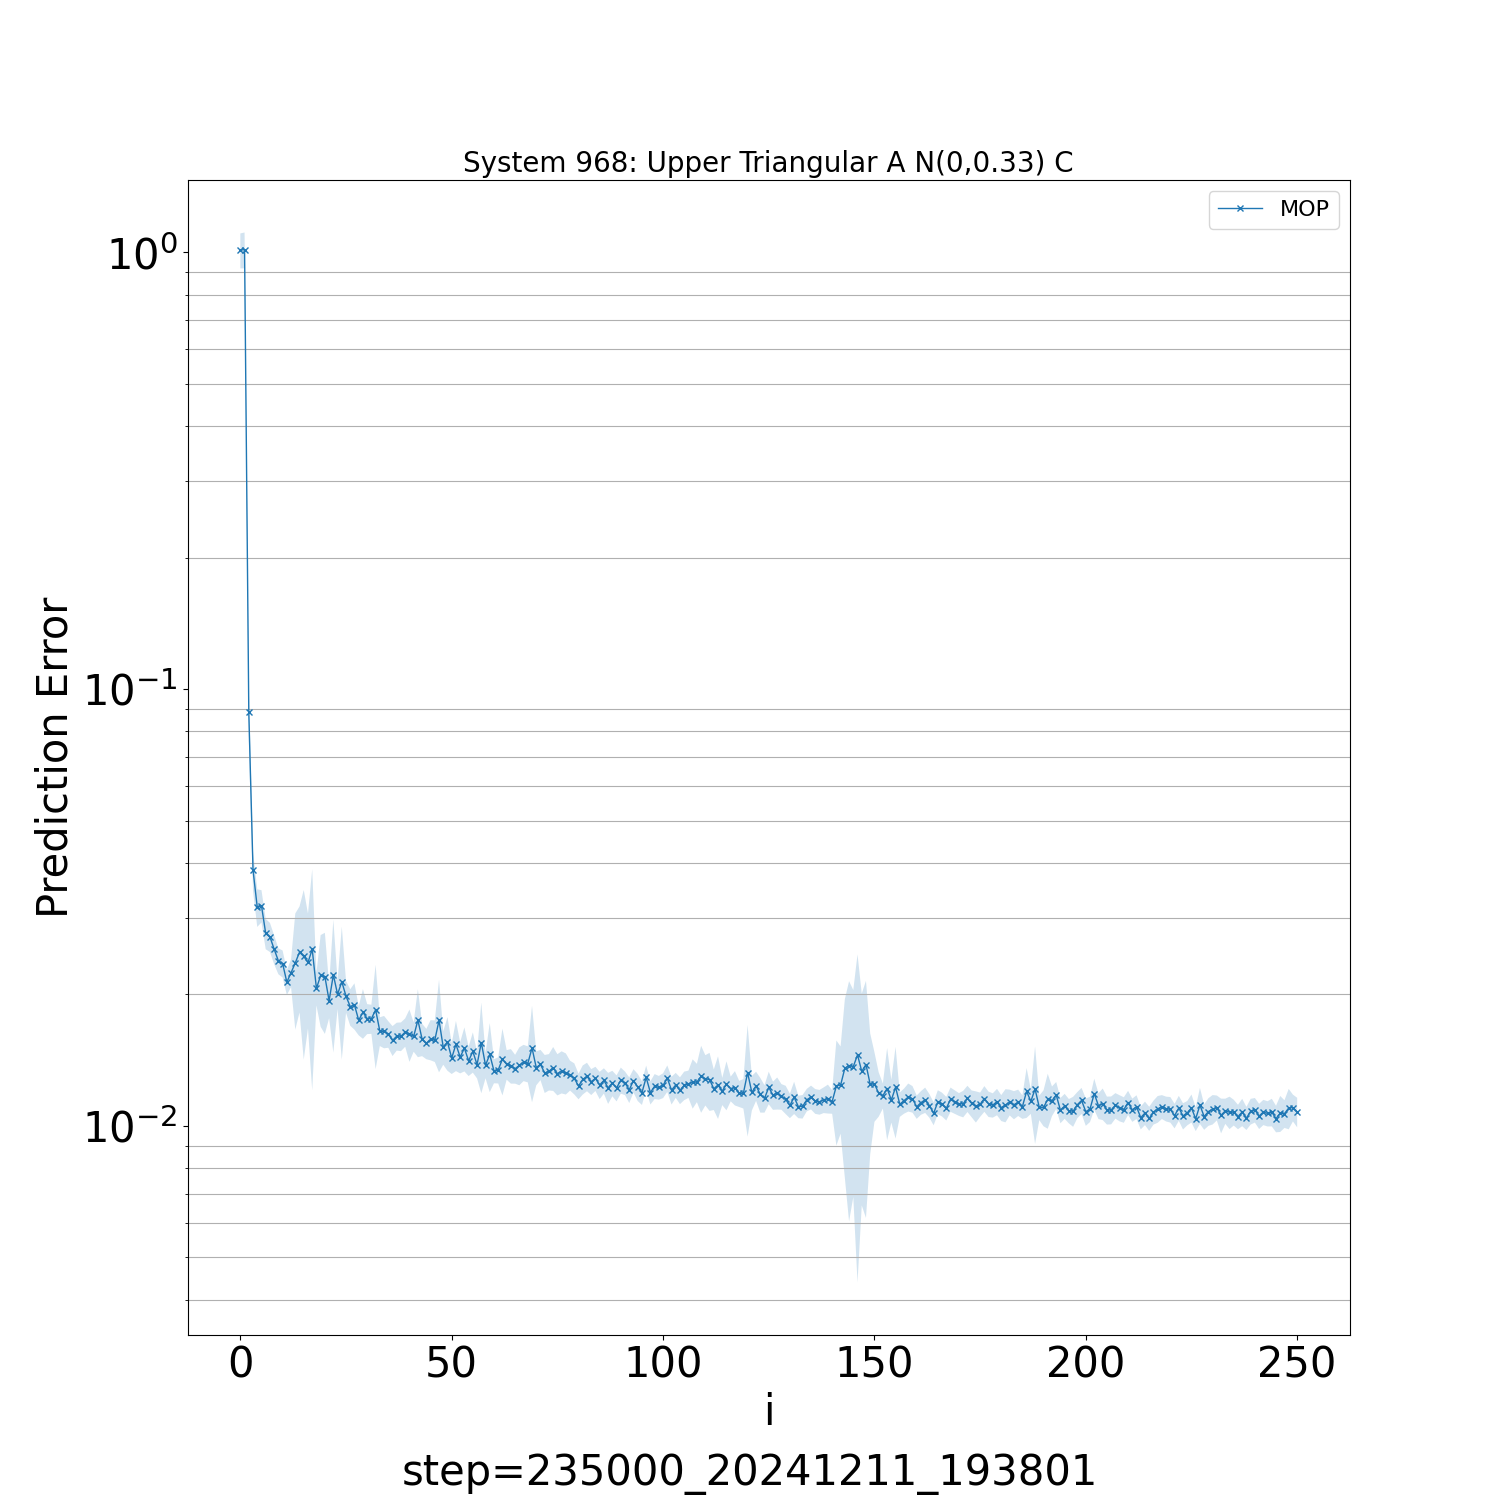 System 968: Upper Triangular A N(0,0.33) C
MOP
10⁰
10⁻¹
10⁻²
Prediction Error
0 50 100 150 200 250
i
step=235000_20241211_193801